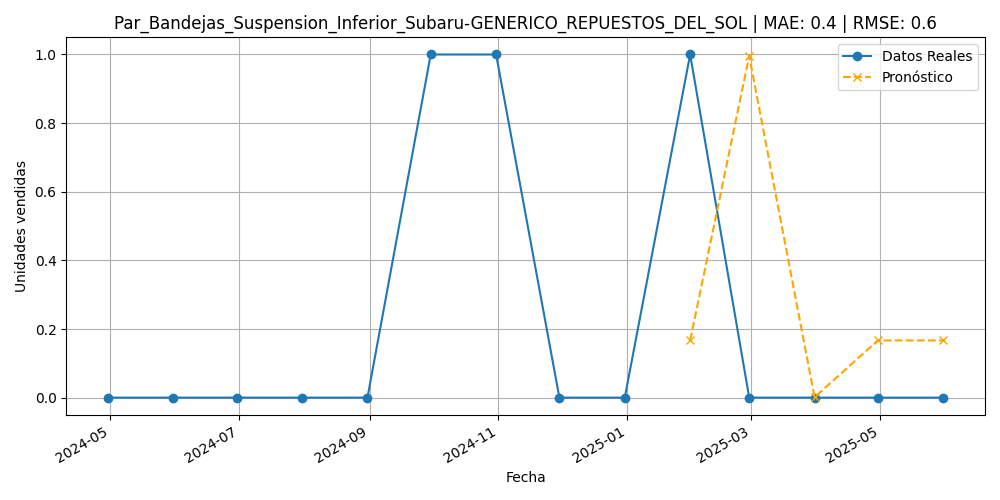 Par_Bandejas_Suspension_Inferior_Subaru-GENERICO_REPUESTOS_DEL_SOL | MAE: 0.4 | RMSE: 0.6
Datos Reales
Pronóstico
Unidades vendidas
1.0
0.8
0.6
0.4
0.2
0.0
2024-05
2024-07
2024-09
2024-11
2025-01
2025-03
2025-05
Fecha